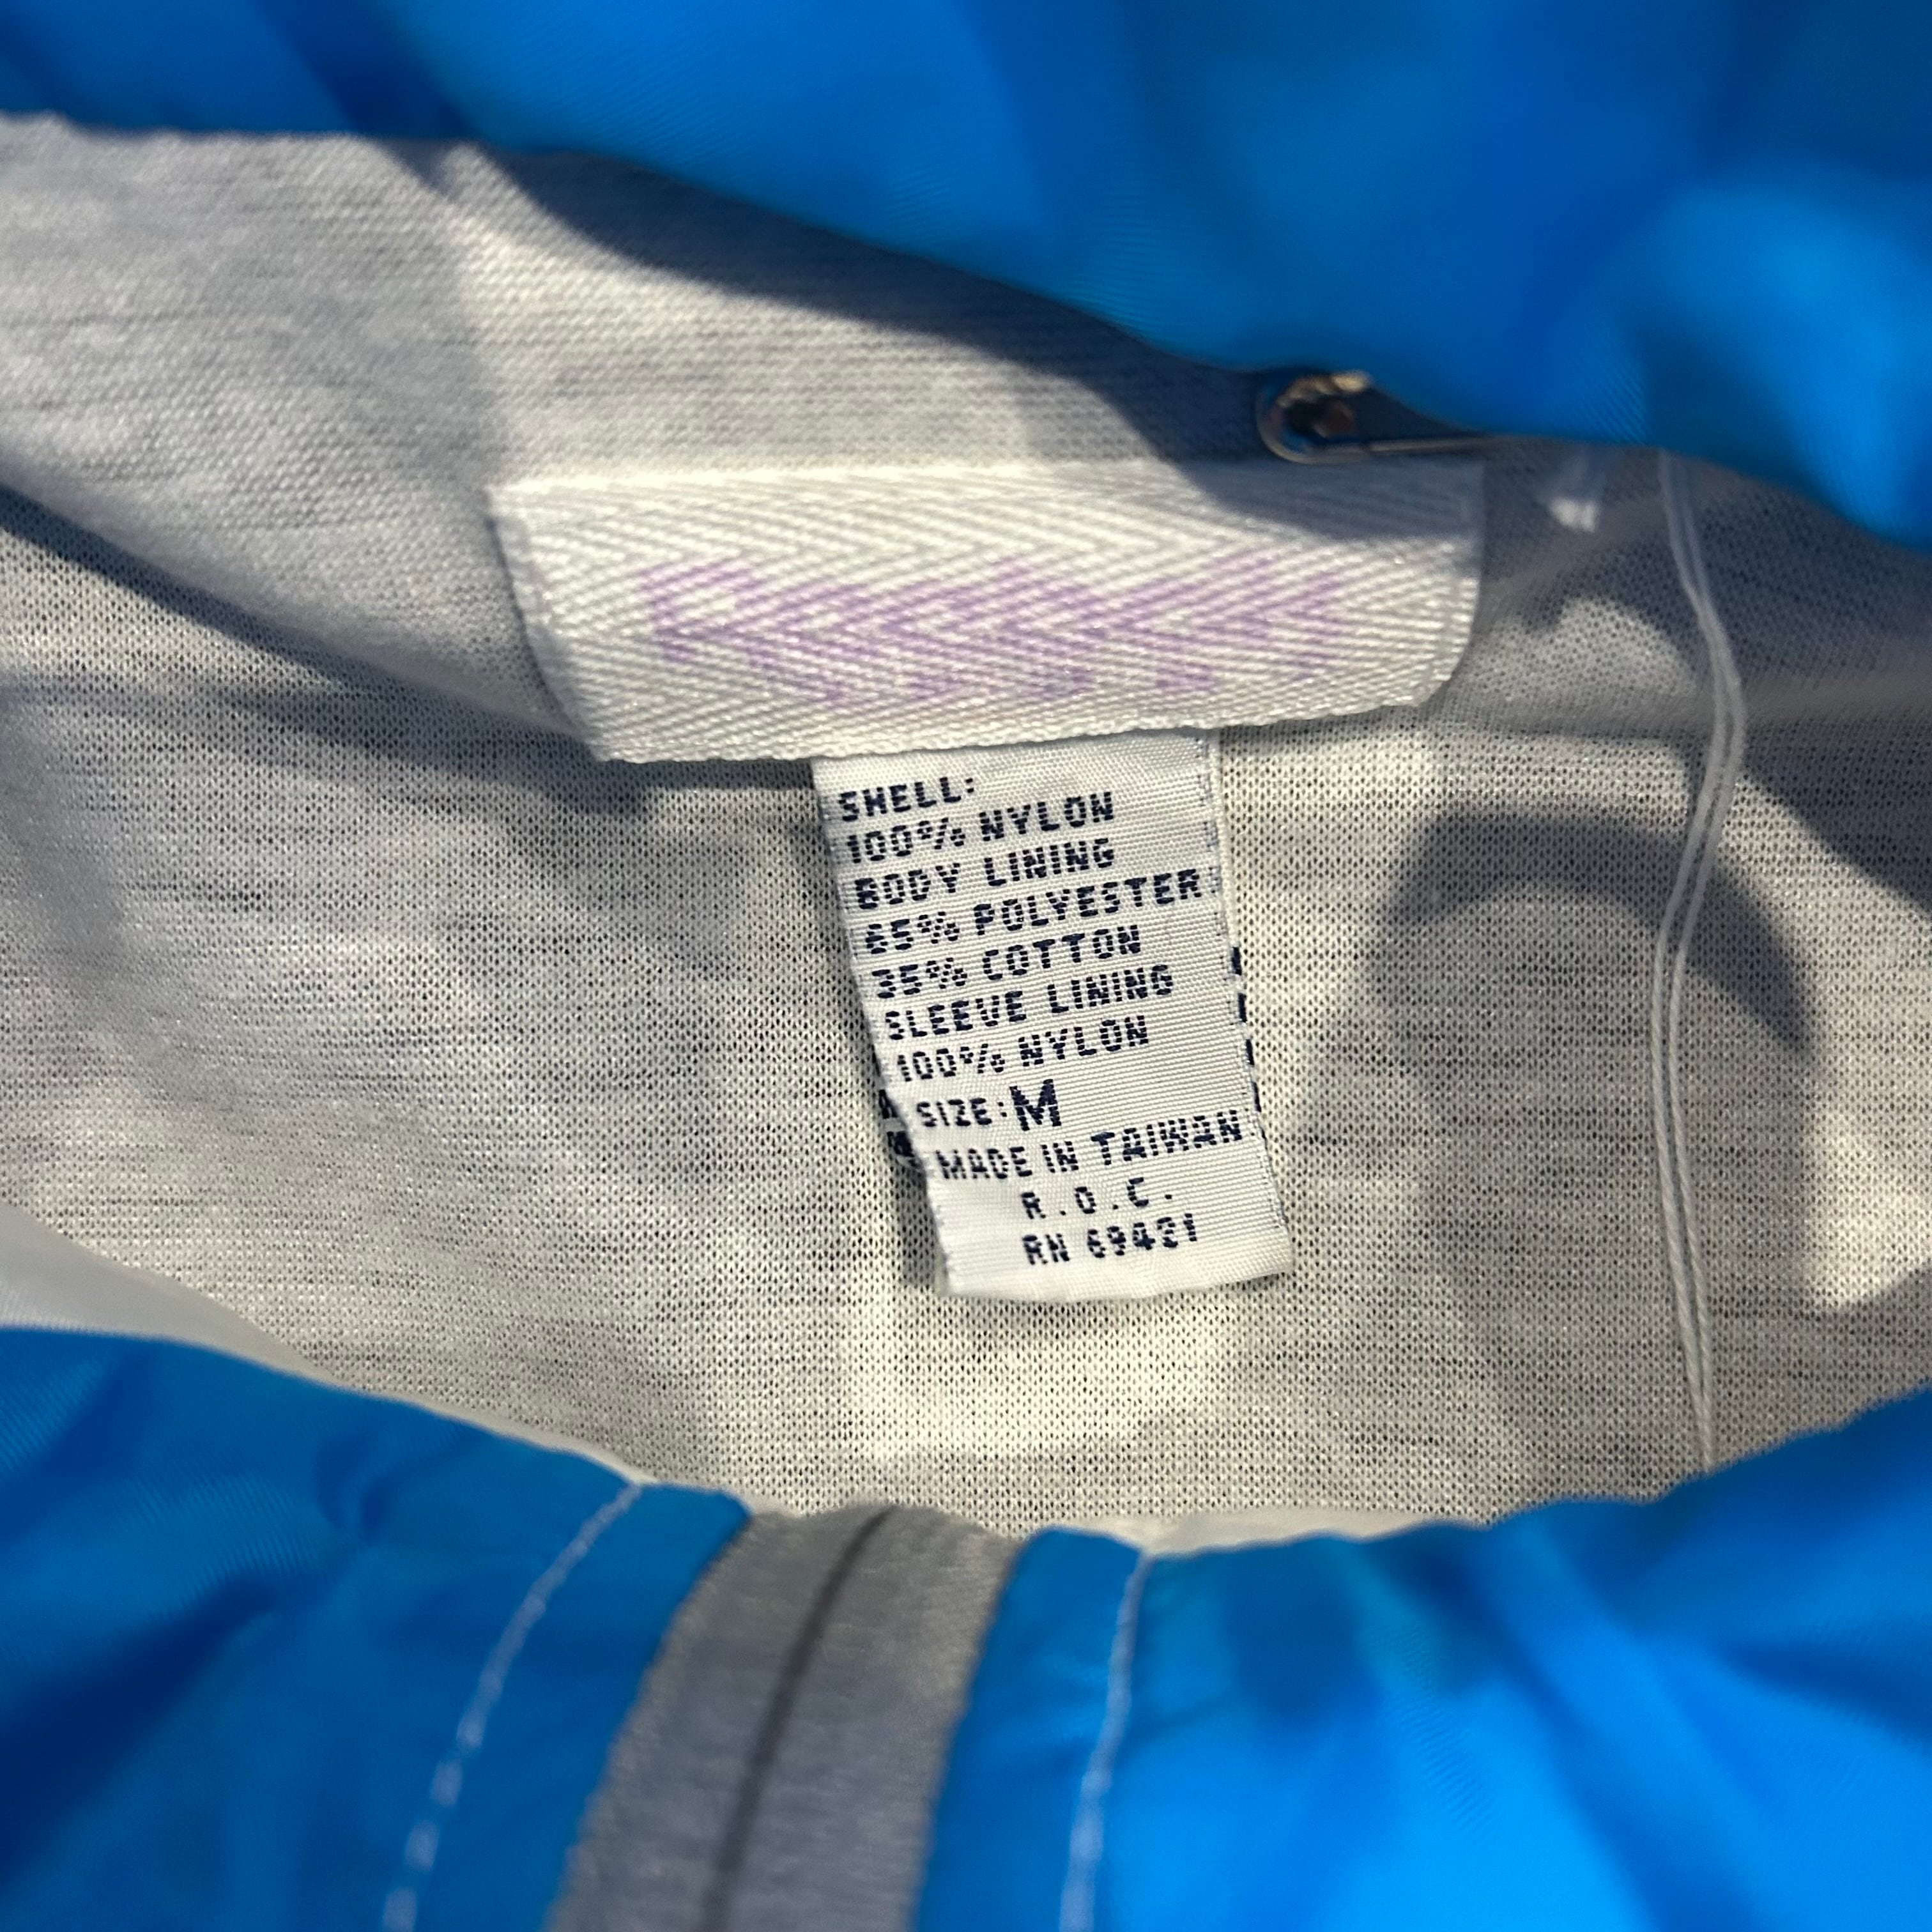 SHELL:
100% NYLON
BODY LINING
65% POLYESTER
35% COTTON
SLEEVE LINING
100% NYLON
SIZE: M
MADE IN TAIWAN
R.O.C.
RN 69421